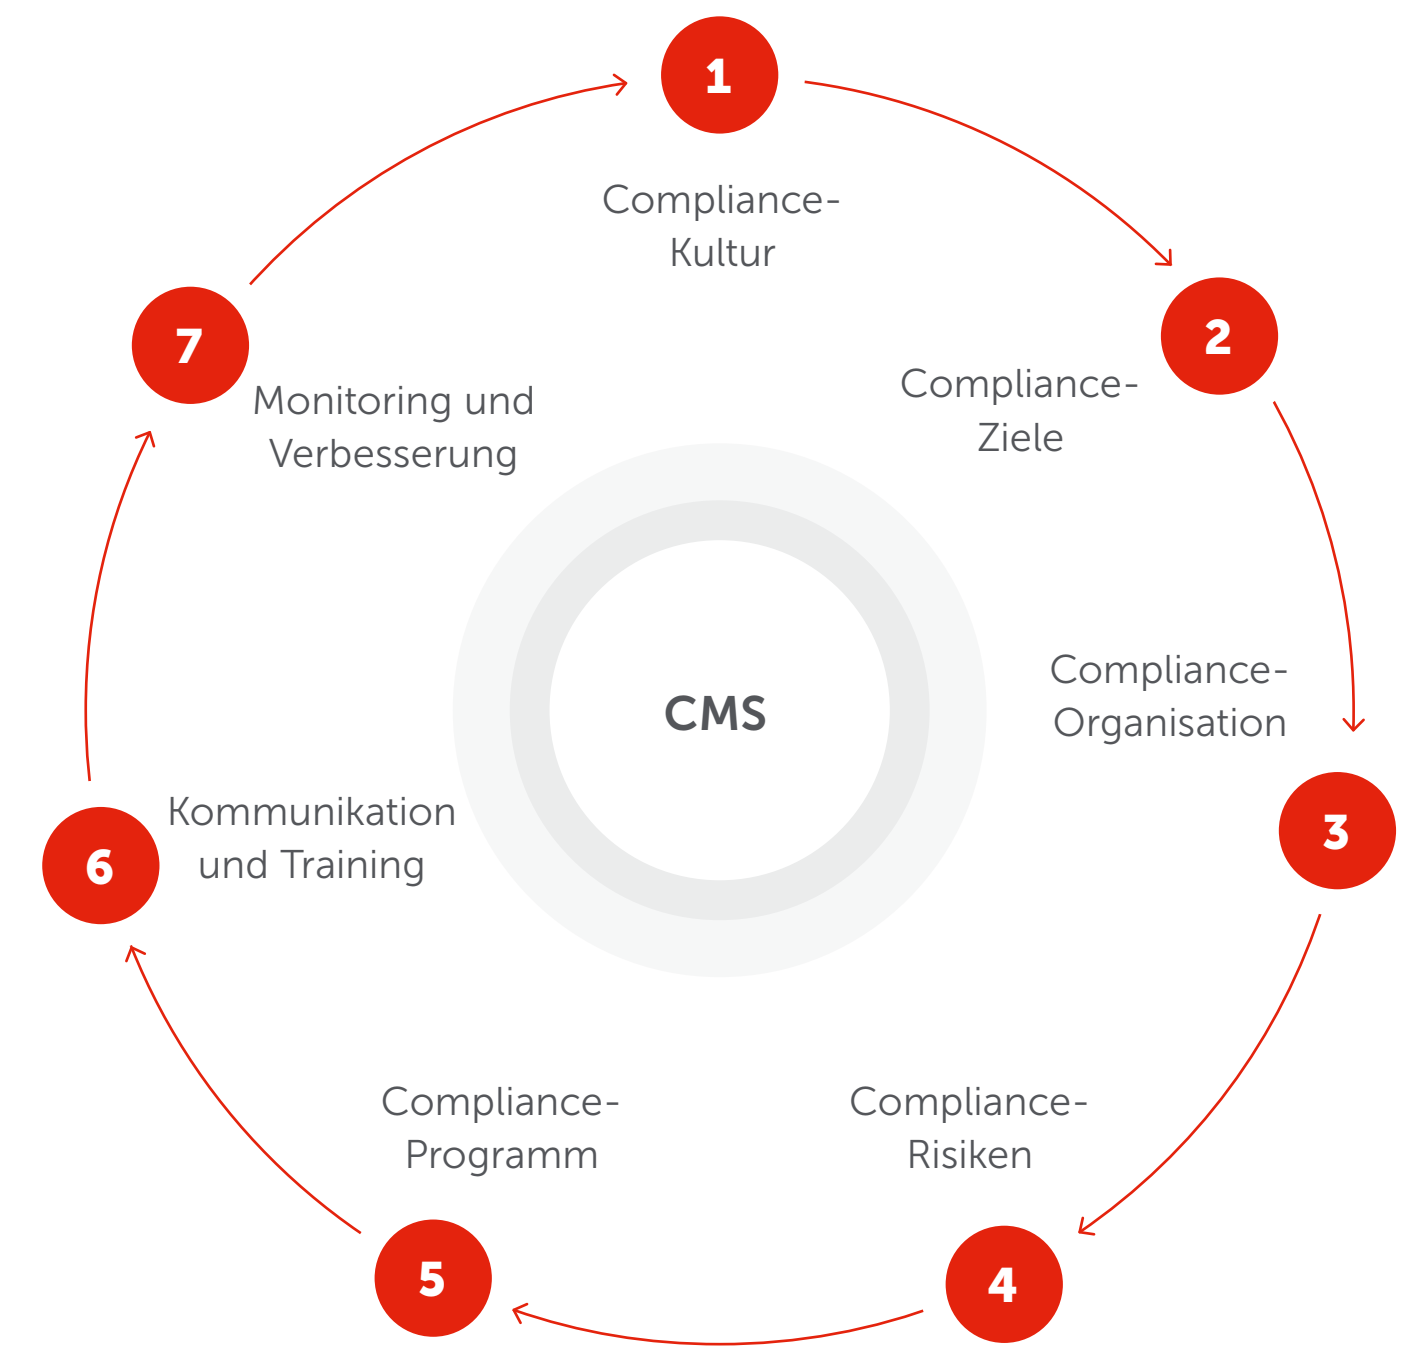 1
Compliance-
Kultur
2
Compliance-
Ziele
3
Compliance-
Organisation
4
Compliance-
Risiken
5
Compliance-
Programm
6
Kommunikation
und Training
7
Monitoring und
Verbesserung
CMS